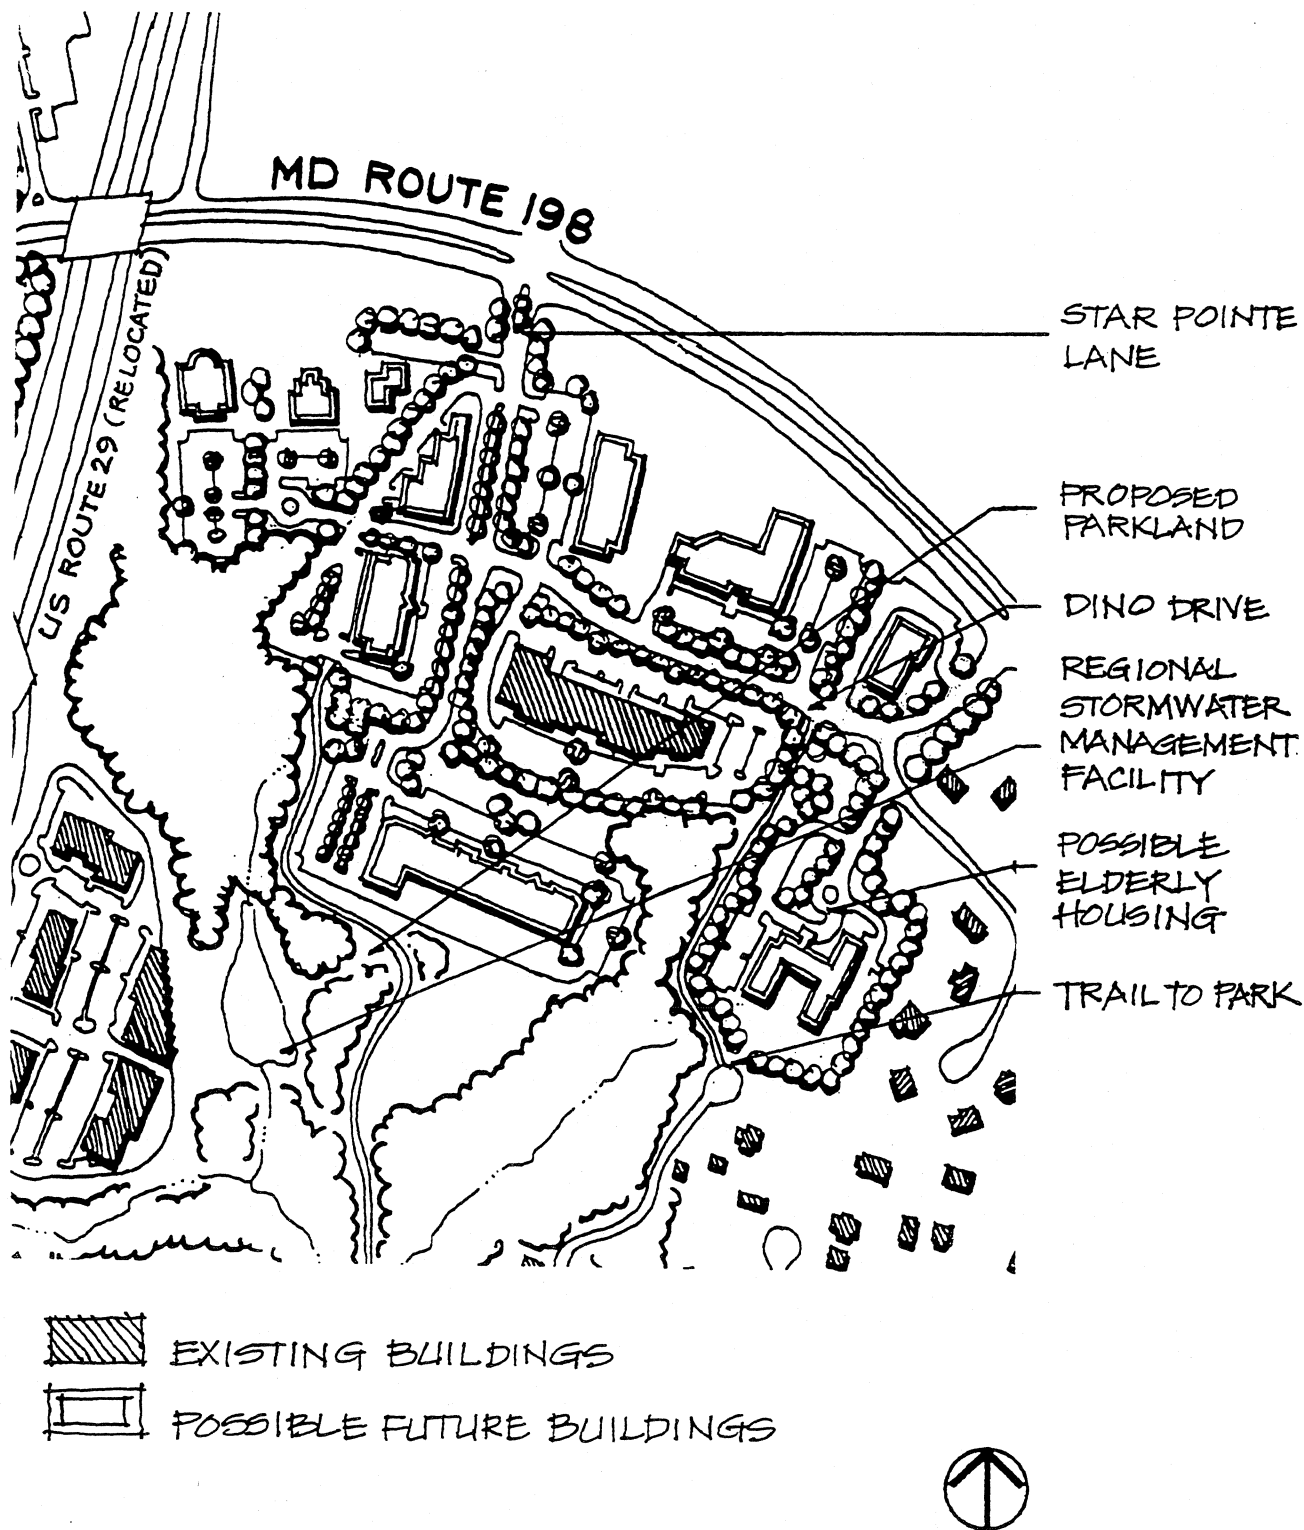 MD ROUTE 198
US ROUTE 29 (RELOCATED)
STAR POINTE
LANE
PROPOSED
PARKLAND
DINO DRIVE
REGIONAL
STORMWATER
MANAGEMENT
FACILITY
POSSIBLE
ELDERLY
HOUSING
TRAIL TO PARK
EXISTING BUILDINGS
POSSIBLE FUTURE BUILDINGS